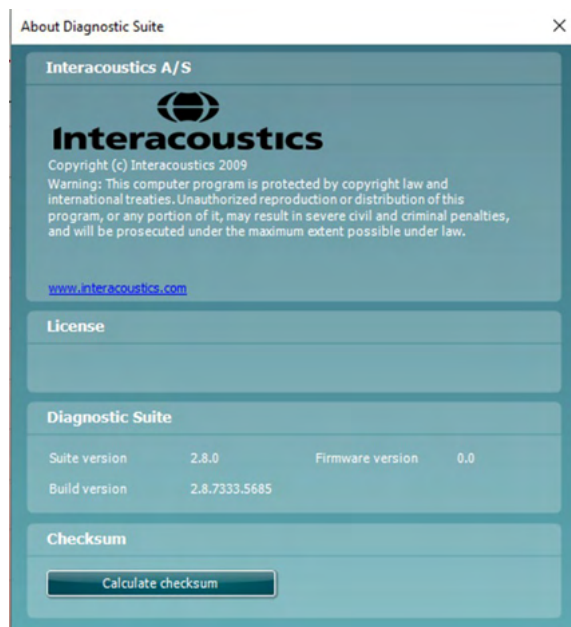 About Diagnostic Suite
Interacoustics A/S
Interacoustics
Copyright (c) Interacoustics 2009
Warning: This computer program is protected by copyright law and
international treaties. Unauthorized reproduction or distribution of this
program, or any portion of it, may result in severe civil and criminal penalties,
and will be prosecuted under the maximum extent possible under law.
www.interacoustics.com
License
Diagnostic Suite
Suite version 2.8.0 Firmware version 0.0
Build version 2.8.7333.5685
Checksum
Calculate checksum